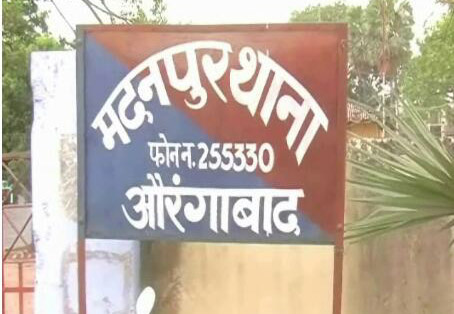 मदनपुर थाना
फोन न. 255330
औरंगाबाद